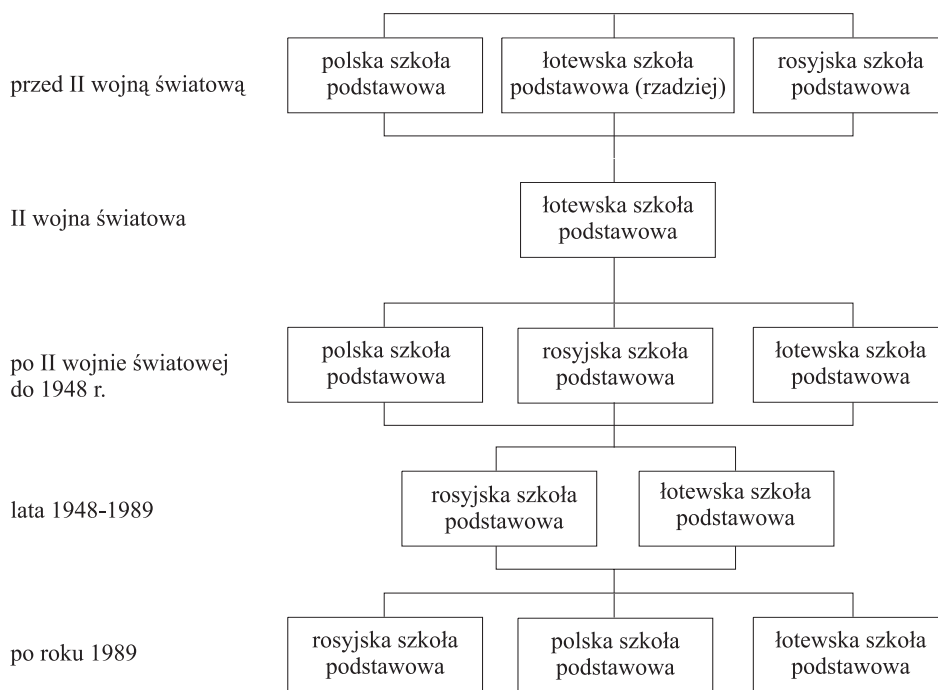 przed II wojną światową
polska szkoła
podstawowa
łotewska szkoła
podstawowa (rzadziej)
rosyjska szkoła
podstawowa
II wojna światowa
łotewska szkoła
podstawowa
po II wojnie światowej
do 1948 r.
polska szkoła
podstawowa
rosyjska szkoła
podstawowa
łotewska szkoła
podstawowa
lata 1948-1989
rosyjska szkoła
podstawowa
łotewska szkoła
podstawowa
po roku 1989
rosyjska szkoła
podstawowa
polska szkoła
podstawowa
łotewska szkoła
podstawowa